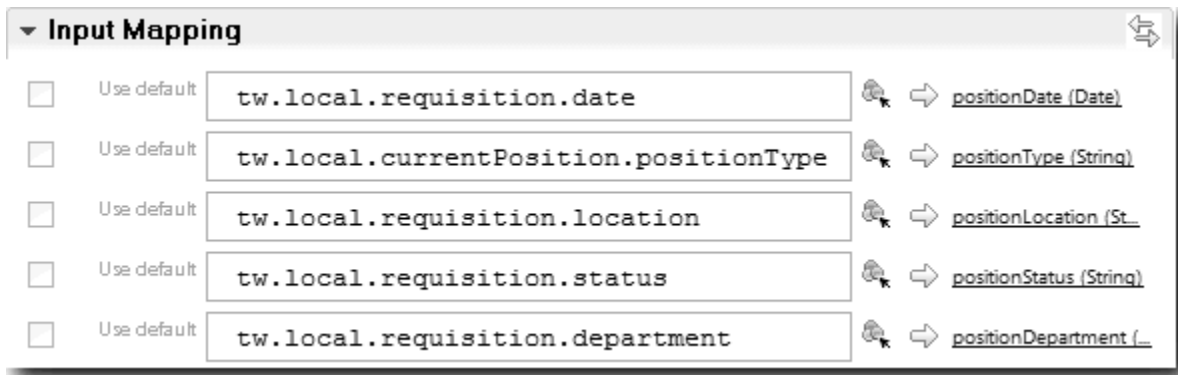 Input Mapping
Use default tw.local.requisition.date positionDate (Date)
Use default tw.local.currentPosition.positionType positionType (String)
Use default tw.local.requisition.location positionLocation (St...
Use default tw.local.requisition.status positionStatus (String)
Use default tw.local.requisition.department positionDepartment (...